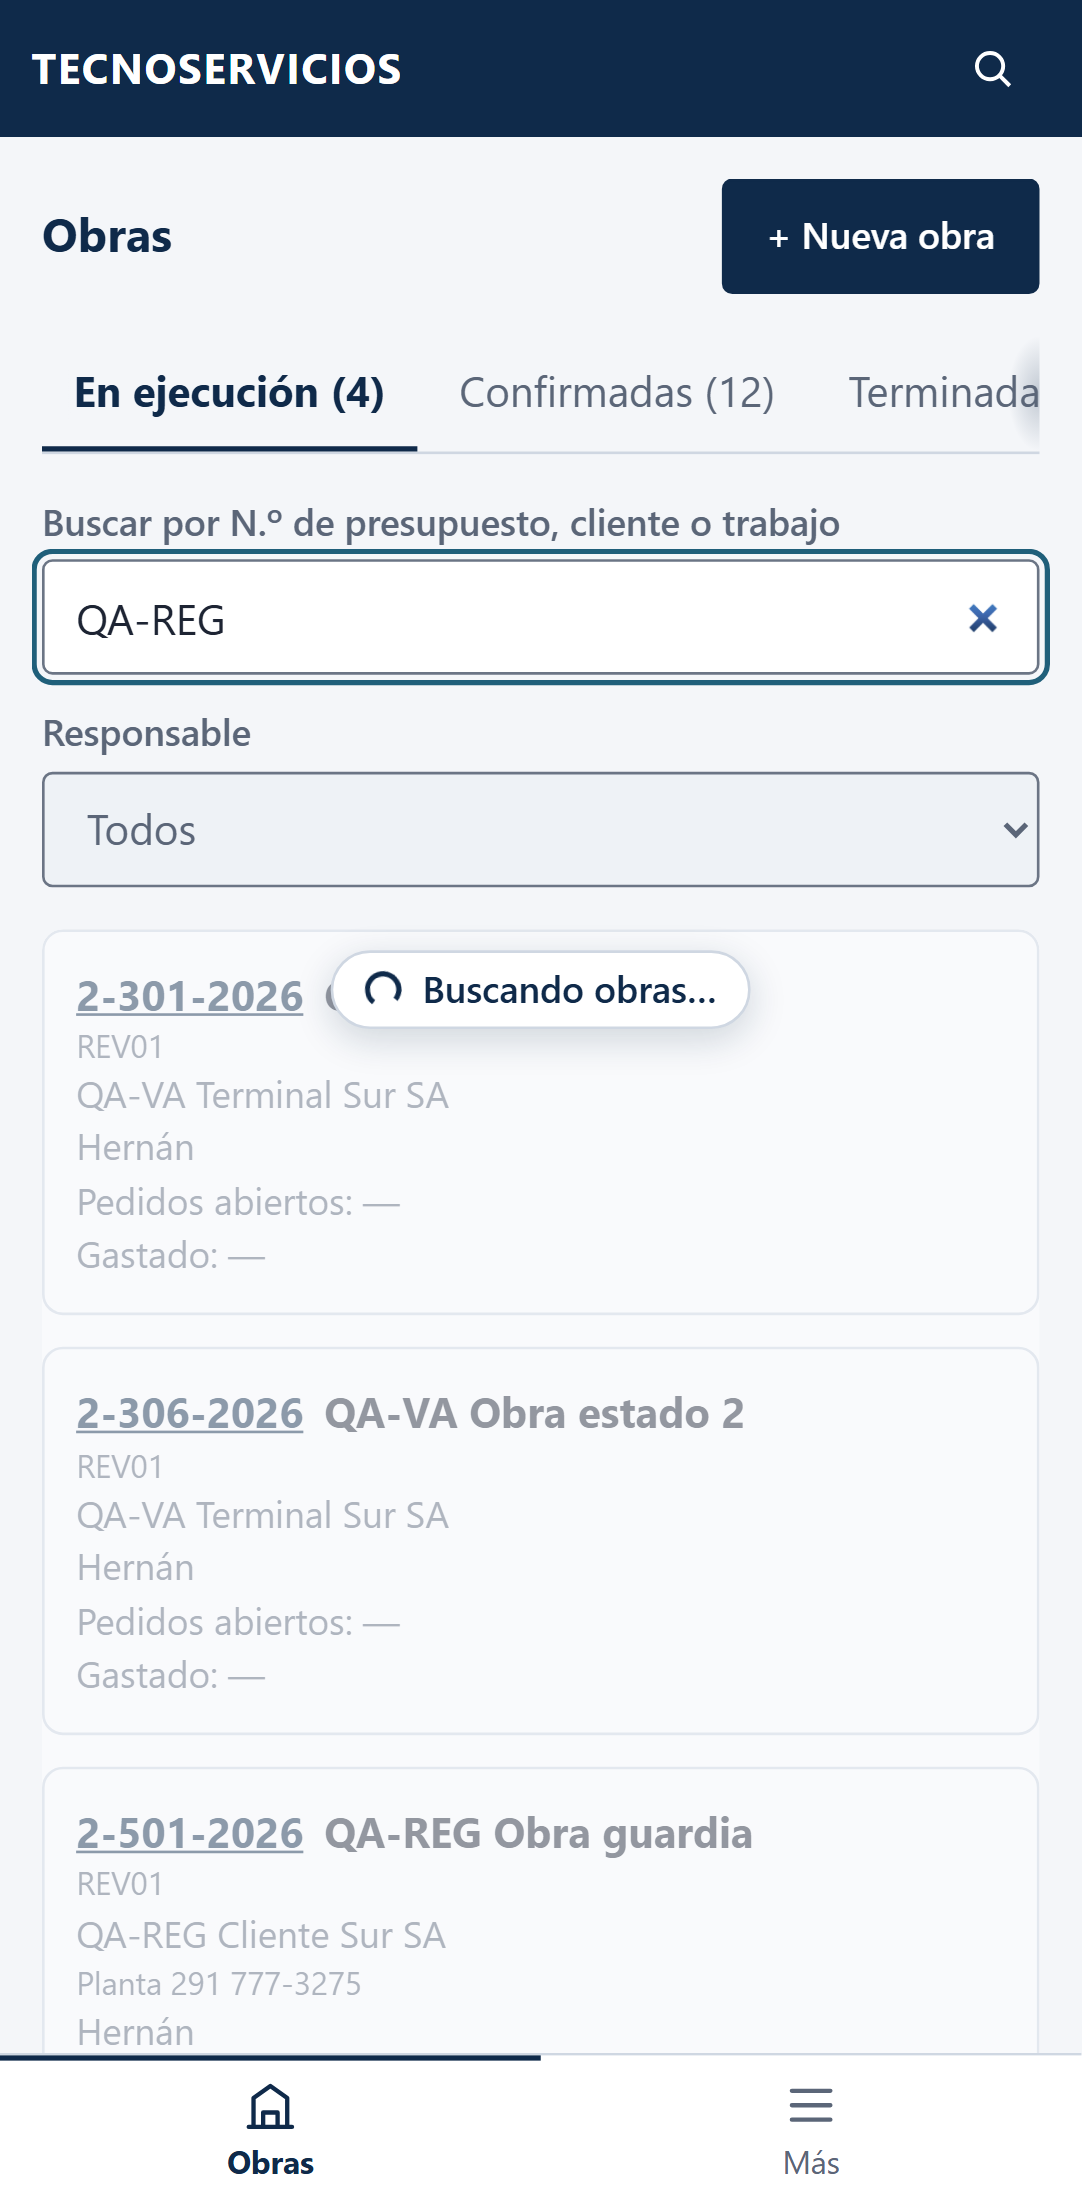 TECNOSERVICIOS
Obras
+ Nueva obra
En ejecución (4) Confirmadas (12) Terminada
Buscar por N.º de presupuesto, cliente o trabajo
QA-REG
Responsable
Todos
Buscando obras...
2-301-2026
REV01
QA-VA Terminal Sur SA
Hernán
Pedidos abiertos: —
Gastado: —
2-306-2026 QA-VA Obra estado 2
REV01
QA-VA Terminal Sur SA
Hernán
Pedidos abiertos: —
Gastado: —
2-501-2026 QA-REG Obra guardia
REV01
QA-REG Cliente Sur SA
Planta 291 777-3275
Hernán
Obras Más